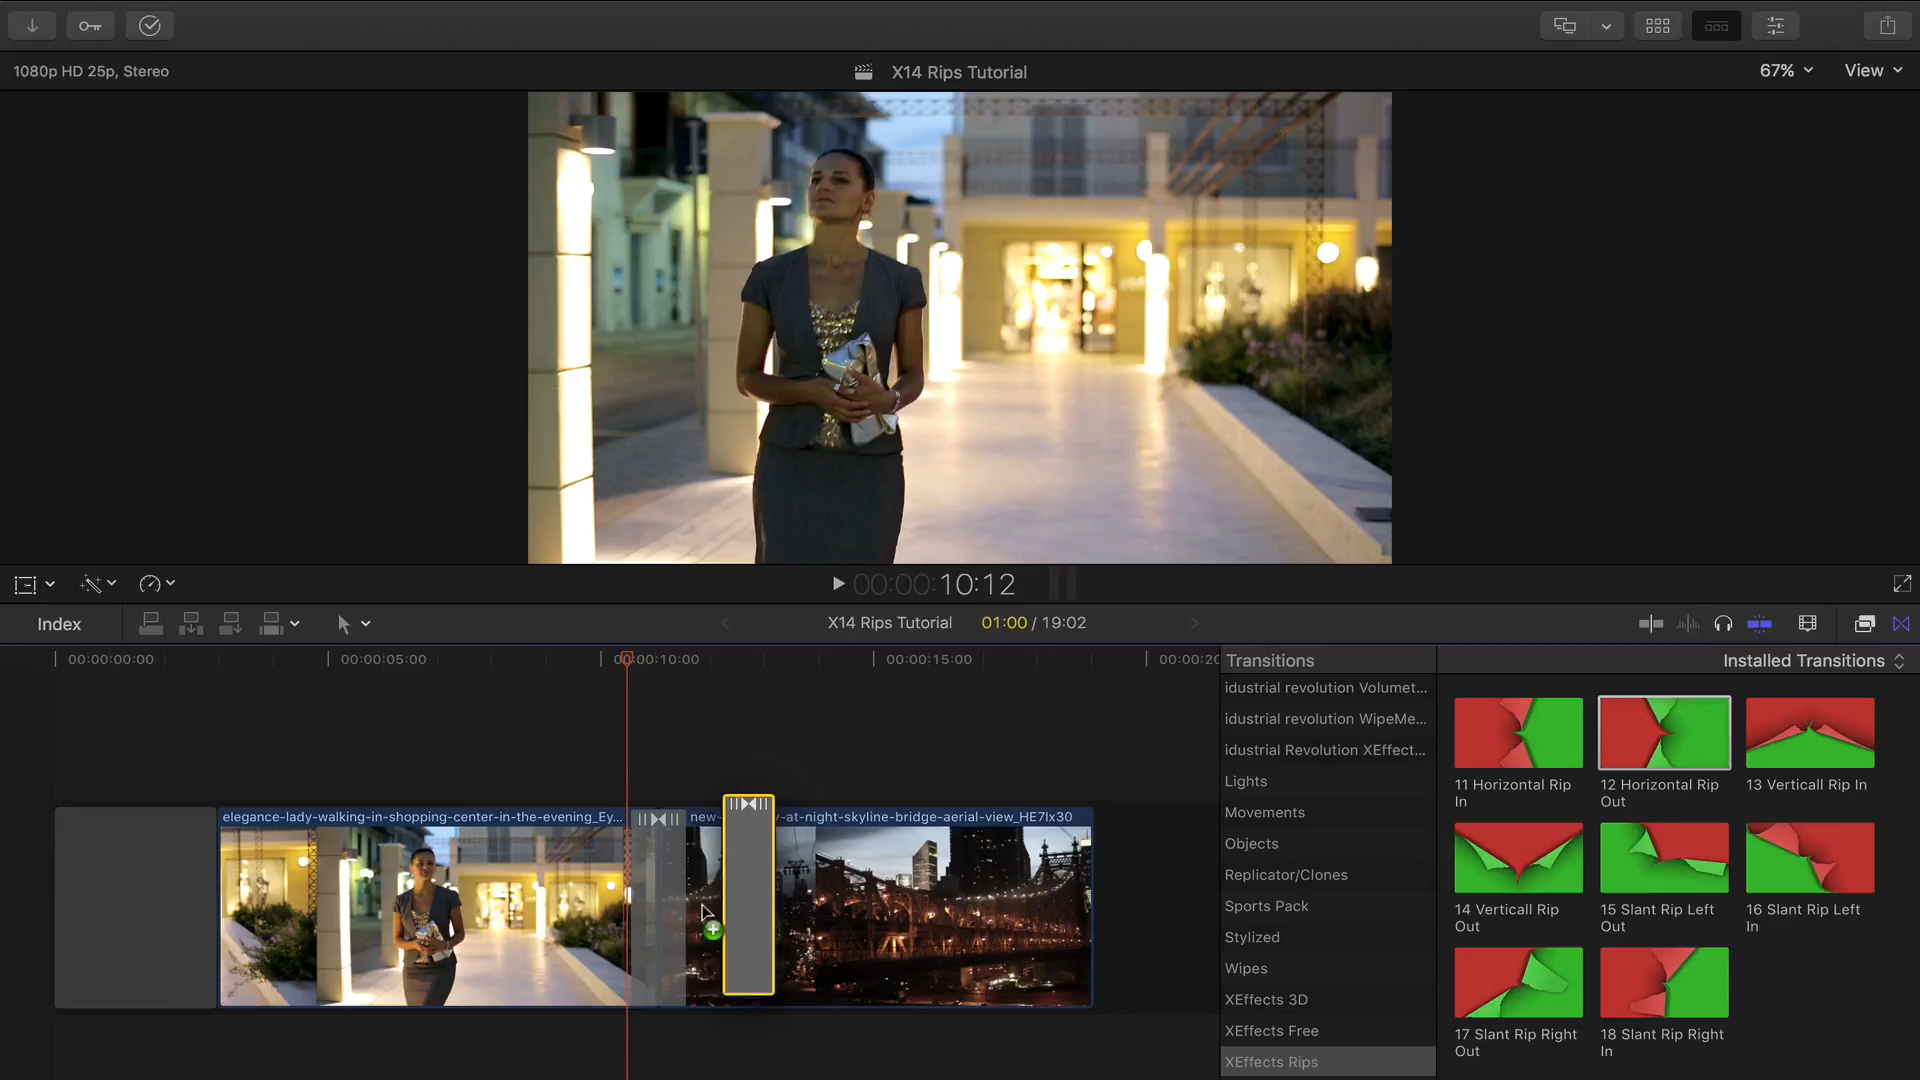 1080p HD 25p, Stereo
X14 Rips Tutorial
67%
View
00:00:10:12
Index
X14 Rips Tutorial
01:00 / 19:02
00:00:00:00
00:00:05:00
00:00:10:00
00:00:15:00
00:00:20
Transitions
Installed Transitions
idustrial revolution Volumet...
idustrial revolution WipeMe...
idustrial Revolution XEffect...
Lights
Movements
Objects
Replicator/Clones
Sports Pack
Stylized
Wipes
XEffects 3D
XEffects Free
XEffects Rips
11 Horizontal Rip
In
12 Horizontal Rip
Out
13 Verticall Rip In
14 Verticall Rip
Out
15 Slant Rip Left
Out
16 Slant Rip Left
In
17 Slant Rip Right
Out
18 Slant Rip Right
In
elegance-lady-walking-in-shopping-center-in-the-evening_Ey...
new-
-at-night-skyline-bridge-aerial-view_HE7lx30